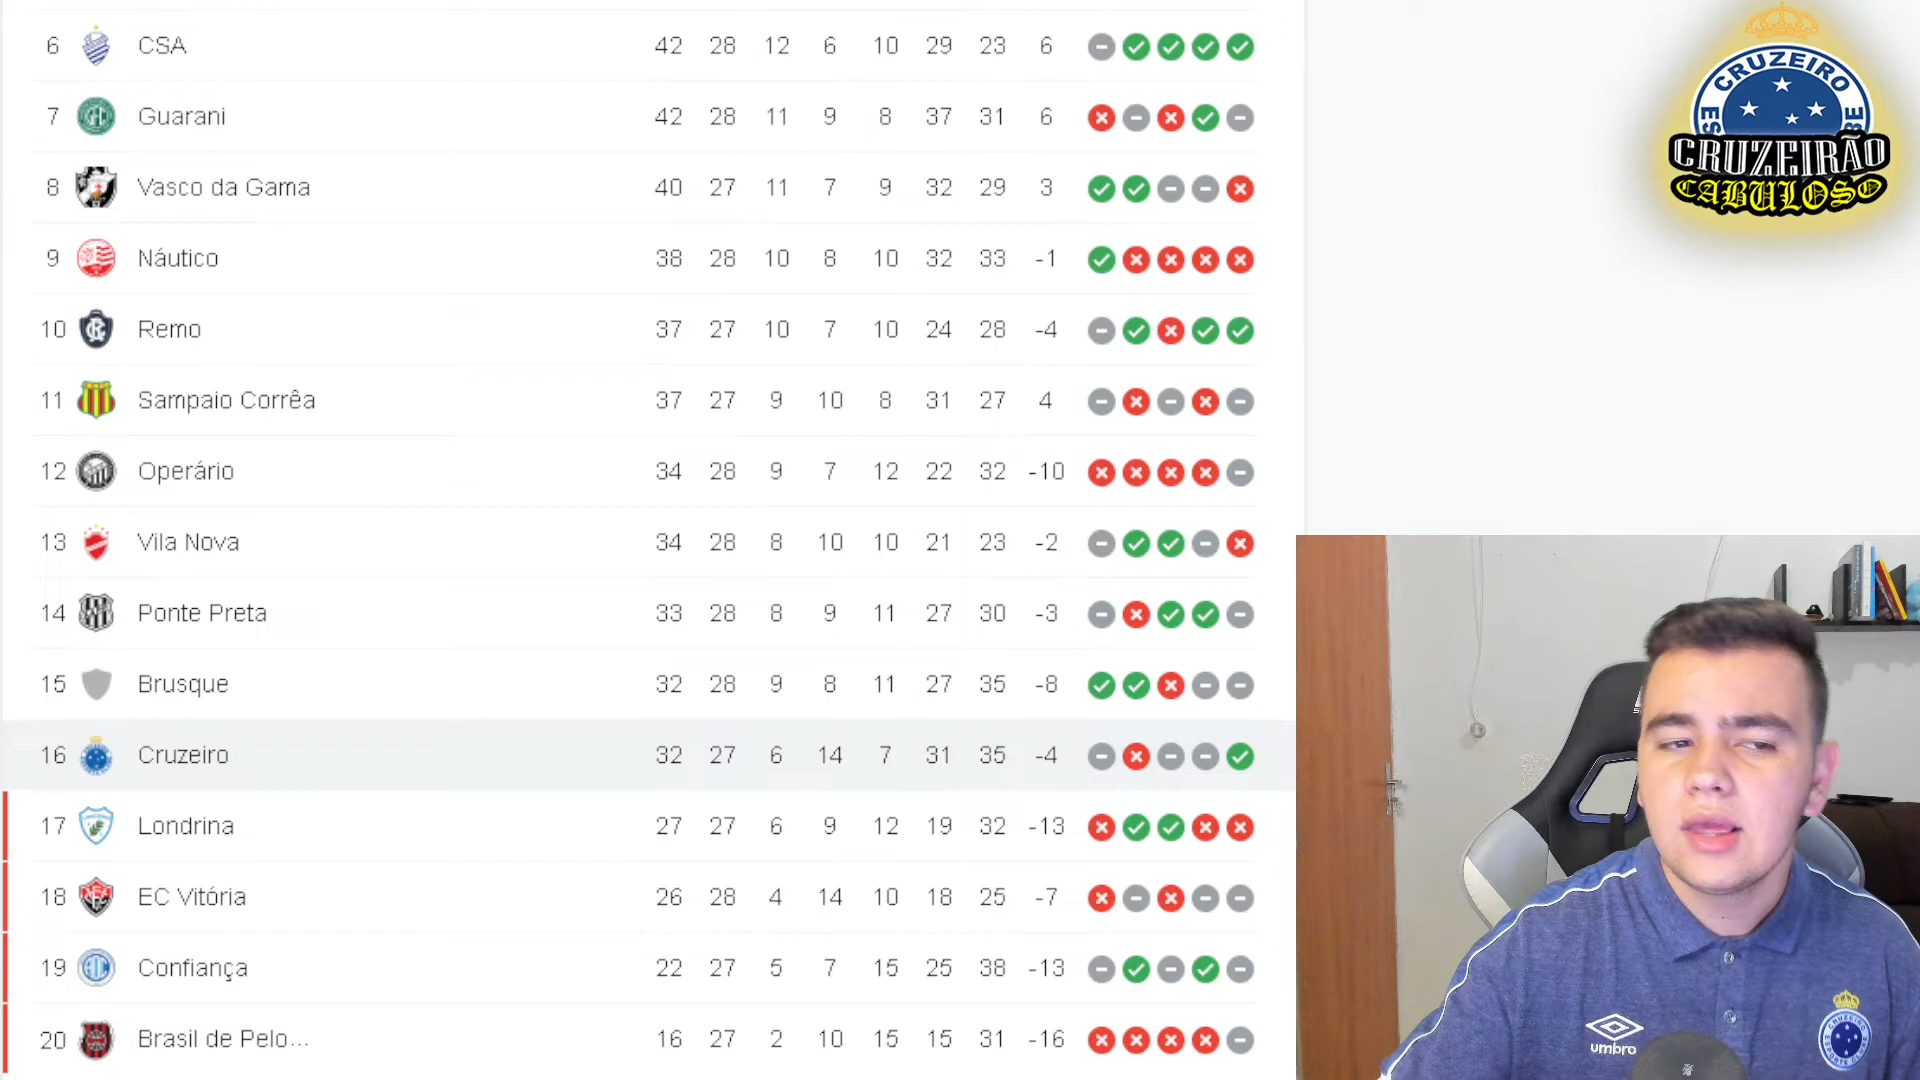 6 CSA 42 28 12 6 10 29 23 6
7 Guarani 42 28 11 9 8 37 31 6
8 Vasco da Gama 40 27 11 7 9 32 29 3
9 Náutico 38 28 10 8 10 32 33 -1
10 Remo 37 27 10 7 10 24 28 -4
11 Sampaio Corrêa 37 27 9 10 8 31 27 4
12 Operário 34 28 9 7 12 22 32 -10
13 Vila Nova 34 28 8 10 10 21 23 -2
14 Ponte Preta 33 28 8 9 11 27 30 -3
15 Brusque 32 28 9 8 11 27 35 -8
16 Cruzeiro 32 27 6 14 7 31 35 -4
17 Londrina 27 27 6 9 12 19 32 -13
18 EC Vitória 26 28 4 14 10 18 25 -7
19 Confiança 22 27 5 7 15 25 38 -13
20 Brasil de Pelo... 16 27 2 10 15 15 31 -16
CRUZEIRO
ES BE
CRUZEIRÃO
CABULOSO
umbro